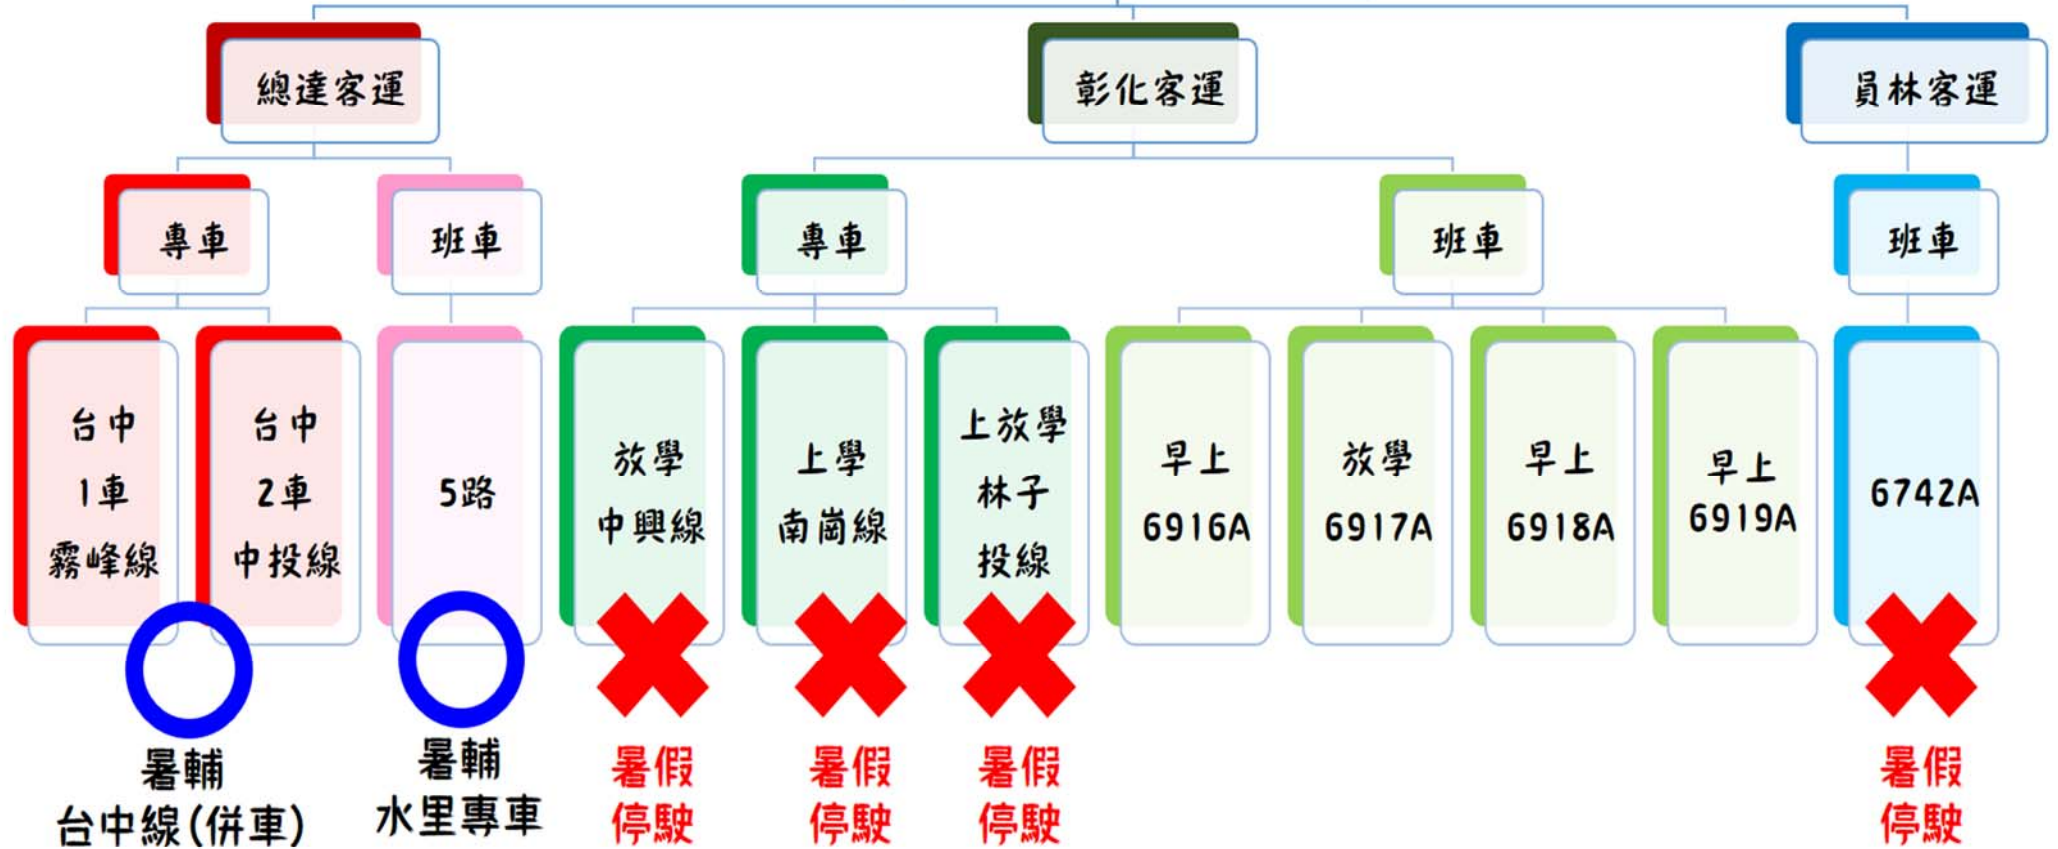 總達客運
彰化客運
員林客運
專車
班車
專車
班車
班車
台中
1車
霧峰線
台中
2車
中投線
5路
放學
中興線
上學
南崗線
上放學
林子
投線
早上
6916A
放學
6917A
早上
6918A
早上
6919A
6742A
暑輔
台中線(併車)
暑輔
水里專車
暑假
停駛
暑假
停駛
暑假
停駛
暑假
停駛